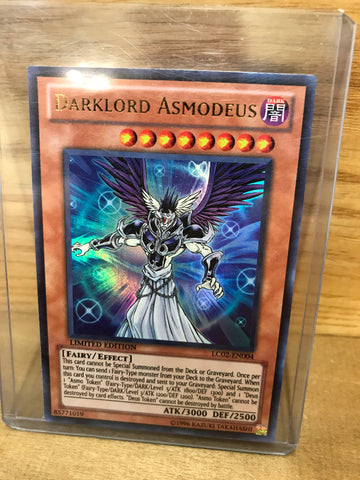 DARKLORD ASMODEUS
DARK
闇
LIMITED EDITION
LC02-EN004
[FAIRY/EFFECT]
This card cannot be Special Summoned from the Deck or Graveyard. Once per
turn: You can send 1 Fairy-Type monster from your Deck to the Graveyard. When
this card you control is destroyed and sent to your Graveyard: Special Summon
1 "Asmo Token" (Fairy-Type/DARK/Level 5/ATK 1800/DEF 1300) and 1 "Deus
Token" (Fairy-Type/DARK/Level 3/ATK 1200/DEF 1200). "Asmo Token" cannot be
destroyed by card effects. "Deus Token" cannot be destroyed by battle.
ATK/3000 DEF/2500
85771019
©1996 KAZUKI TAKAHASHI